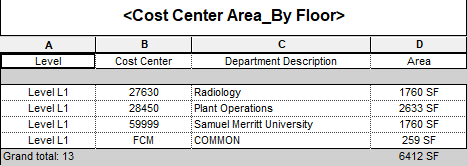 <Cost Center Area_By Floor>
A B C D
Level Cost Center Department Description Area
Level L1 27630 Radiology 1760 SF
Level L1 28450 Plant Operations 2633 SF
Level L1 59999 Samuel Merritt University 1760 SF
Level L1 FCM COMMON 259 SF
Grand total: 13 6412 SF